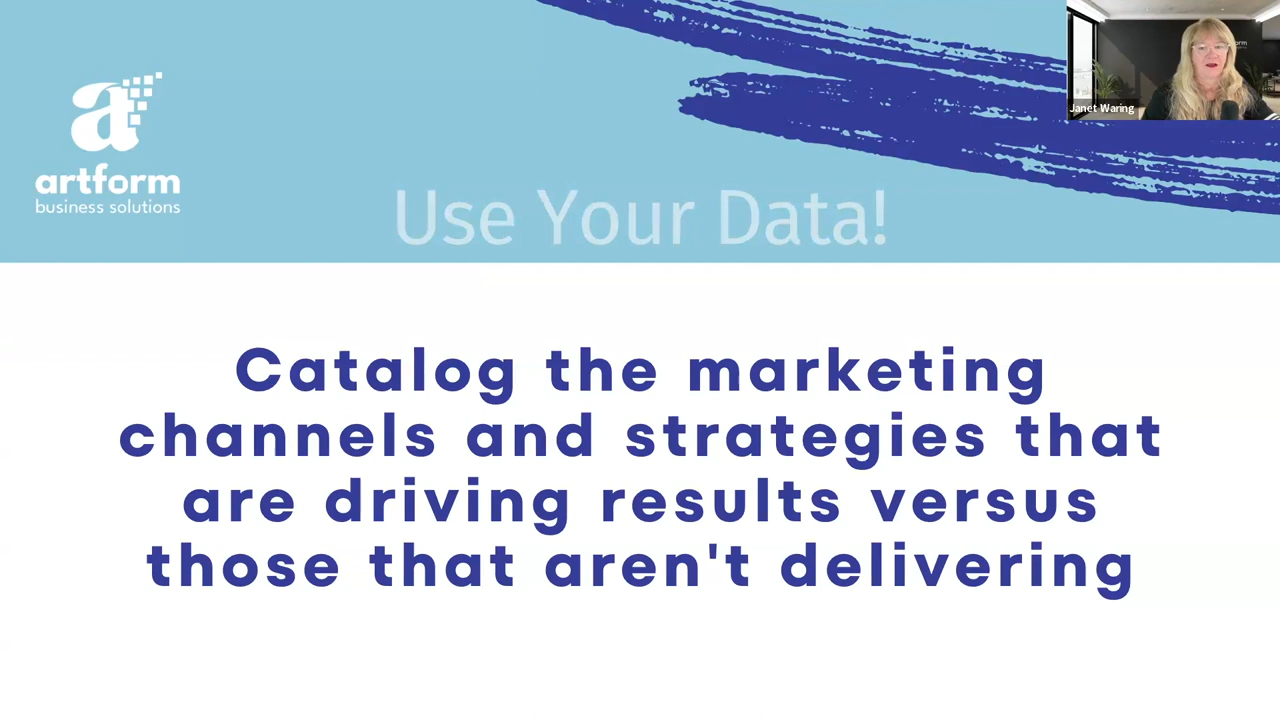 a
artform
business solutions
Use Your Data!
Janet Waring
Catalog the marketing
channels and strategies that
are driving results versus
those that aren't delivering